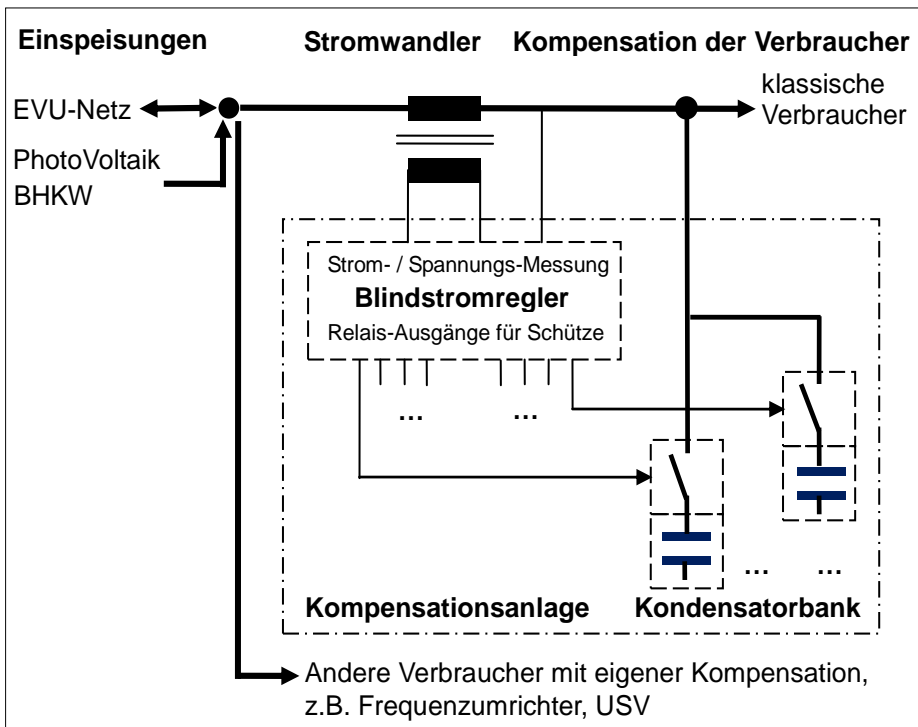 Einspeisungen
Stromwandler
Kompensation der Verbraucher
EVU-Netz
klassische
Verbraucher
PhotoVoltaik
BHKW
Strom- / Spannungs-Messung
Blindstromregler
Relais-Ausgänge für Schütze
... ...
... ...
Kompensationsanlage
Kondensatorbank
Andere Verbraucher mit eigener Kompensation,
z.B. Frequenzumrichter, USV